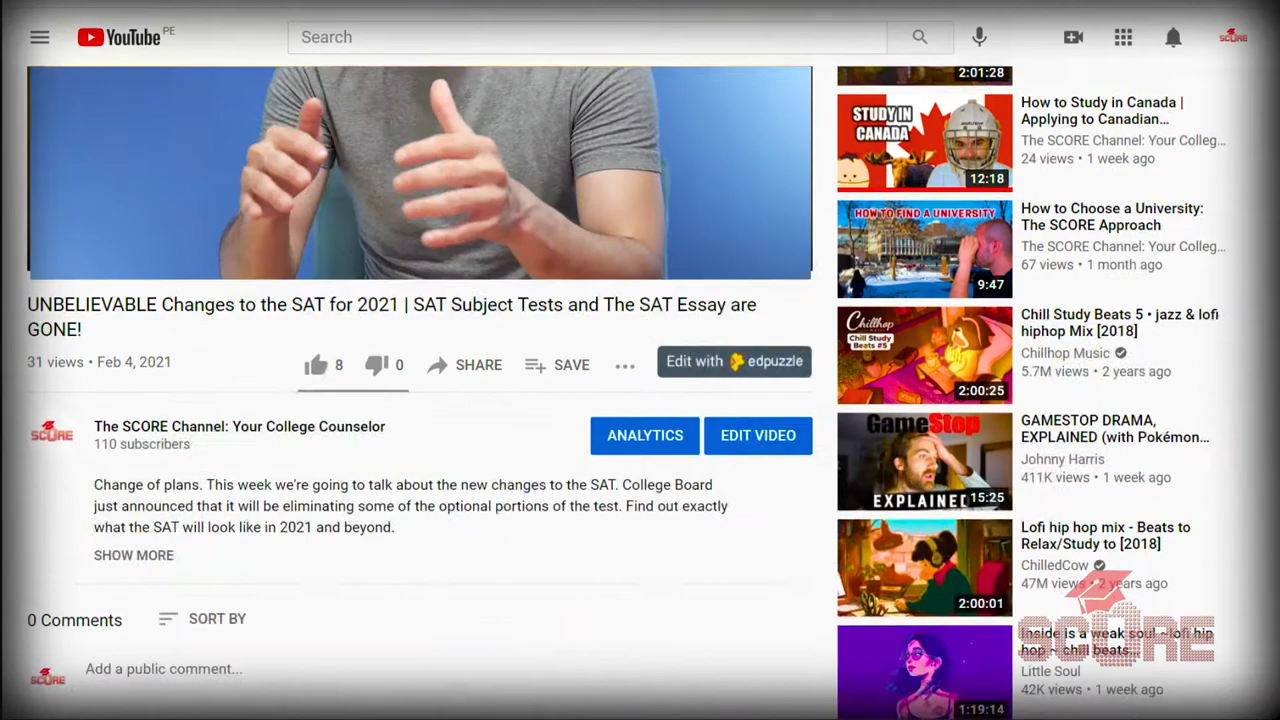 YouTube PE
Search
SCORE
UNBELIEVABLE Changes to the SAT for 2021 | SAT Subject Tests and The SAT Essay are
GONE!
31 views • Feb 4, 2021
8
0
SHARE
SAVE
Edit with edpuzzle
SCORE
The SCORE Channel: Your College Counselor
110 subscribers
ANALYTICS
EDIT VIDEO
Change of plans. This week we're going to talk about the new changes to the SAT. College Board
just announced that it will be eliminating some of the optional portions of the test. Find out exactly
what the SAT will look like in 2021 and beyond.
SHOW MORE
0 Comments
SORT BY
SCORE
Add a public comment...
2:01:28
STUDY IN
CANADA
12:18
How to Study in Canada |
Applying to Canadian...
The SCORE Channel: Your Colleg...
24 views • 1 week ago
HOW TO FIND A UNIVERSITY
9:47
How to Choose a University:
The SCORE Approach
The SCORE Channel: Your Colleg...
67 views • 1 month ago
Chillhop
Chill Study
Beats #5
2:00:25
Chill Study Beats 5 • jazz & lofi
hiphop Mix [2018]
Chillhop Music
5.7M views • 2 years ago
GameStop
EXPLAINED
15:25
GAMESTOP DRAMA,
EXPLAINED (with Pokémon...
Johnny Harris
411K views • 1 week ago
2:00:01
Lofi hip hop mix - Beats to
Relax/Study to [2018]
ChilledCow
47M views • 2 years ago
1:19:14
Inside is a weak soul ~lofi hip
hop ~ chill beats...
Little Soul
42K views • 1 week ago
SCORE